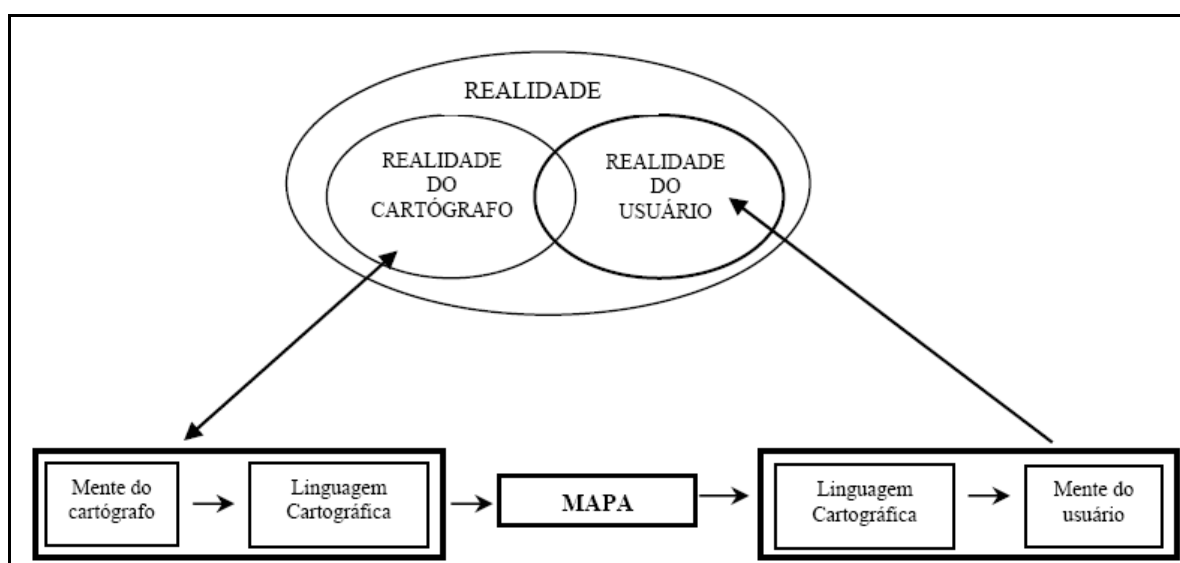 REALIDADE
REALIDADE
DO
CARTÓGRAFO
REALIDADE
DO
USUÁRIO
Mente do
cartógrafo
Linguagem
Cartográfica
MAPA
Linguagem
Cartográfica
Mente do
usuário